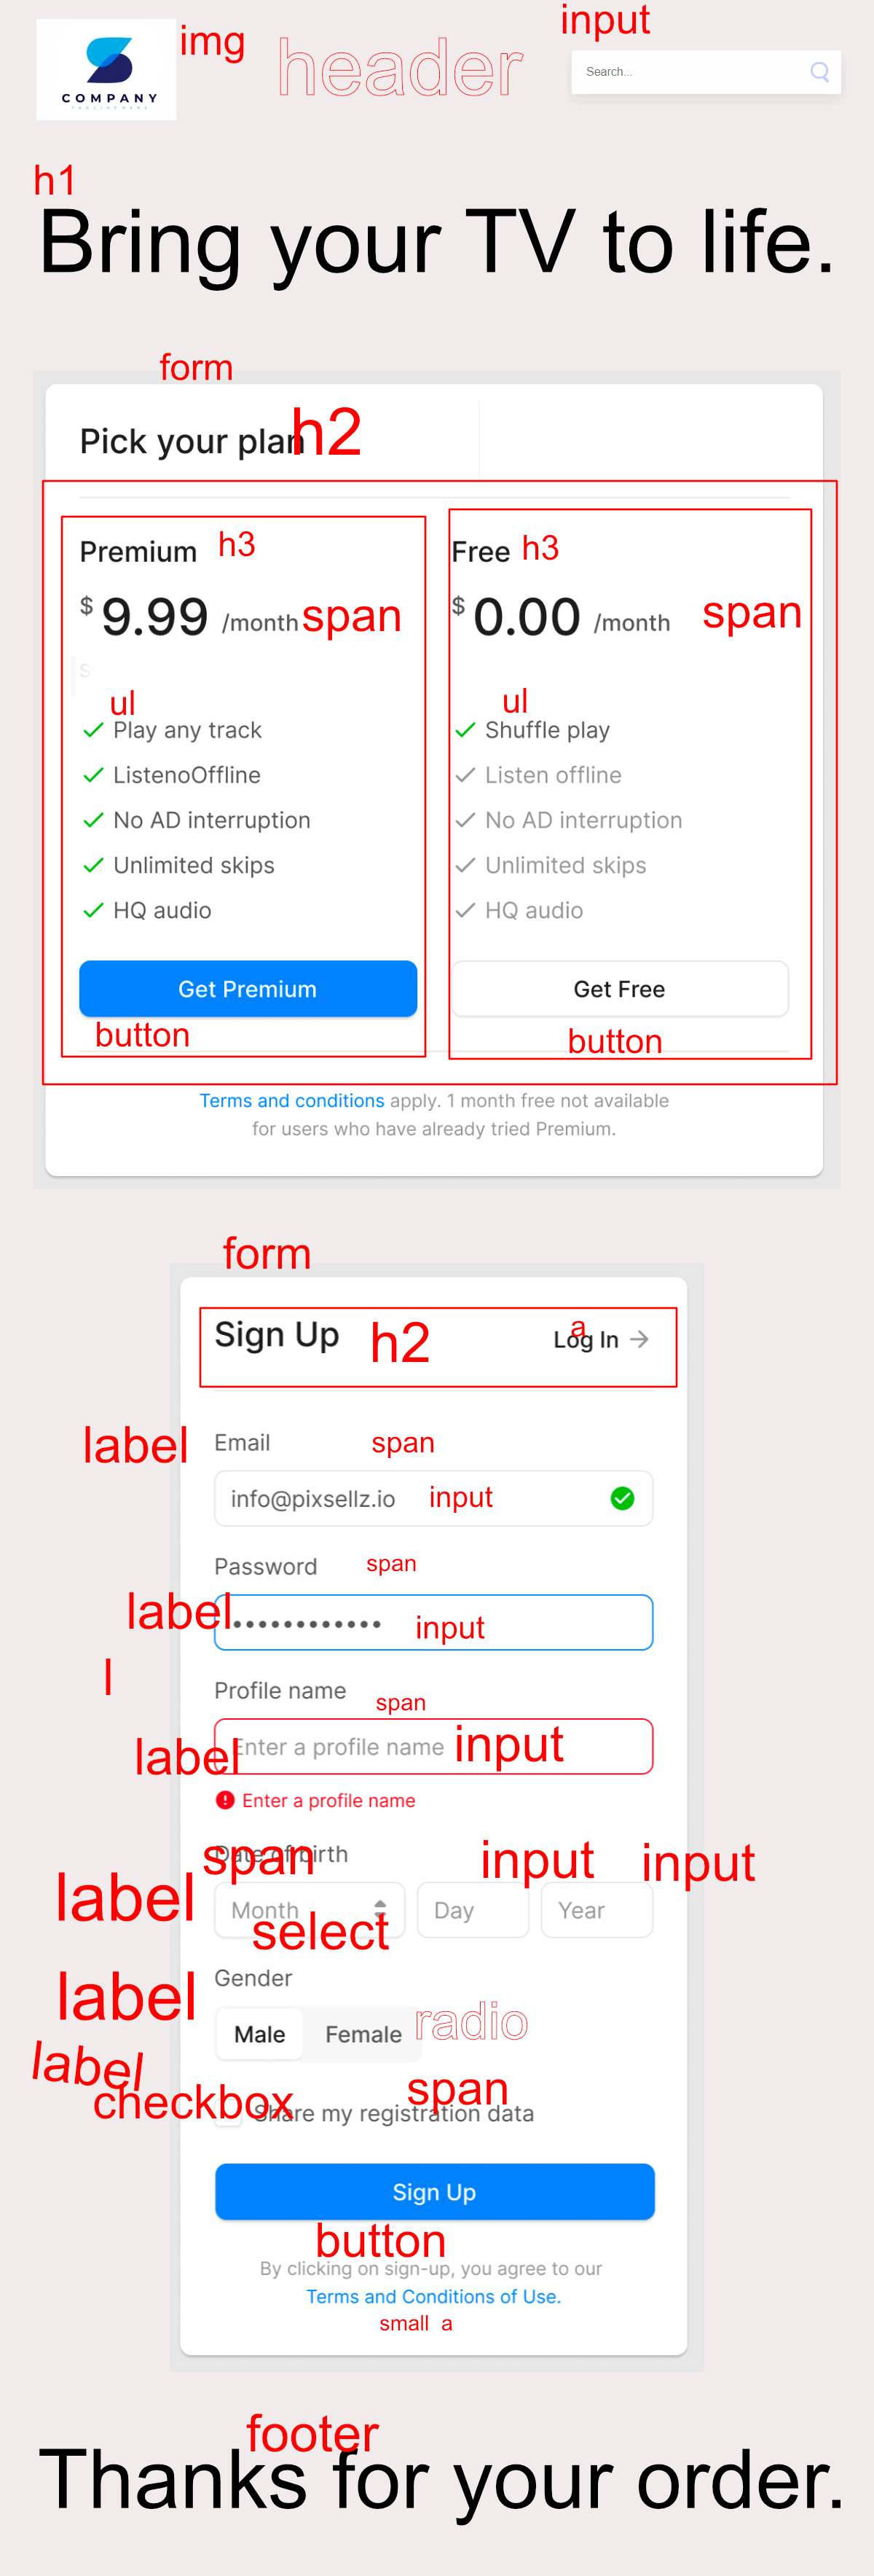 img
header
input
COMPANY
Search...
h1
Bring your TV to life.
form
Pick your plan
h2
Premium
h3
Free
h3
$ 9.99 /month
span
$ 0.00 /month
span
S
ul
ul
Play any track
Shuffle play
ListenoOffline
Listen offline
No AD interruption
No AD interruption
Unlimited skips
Unlimited skips
HQ audio
HQ audio
Get Premium
Get Free
button
button
Terms and conditions apply. 1 month free not available
for users who have already tried Premium.
form
Sign Up
h2
a
Log In
label
Email
span
info@pixsellz.io
input
Password
span
label
input
l
Profile name
span
label
Enter a profile name
input
Enter a profile name
Date of birth
span
input
input
label
Month
select
Day
Year
label
Gender
Male
Female
radio
label
checkbox
span
Share my registration data
Sign Up
button
By clicking on sign-up, you agree to our
Terms and Conditions of Use.
small a
footer
Thanks for your order.